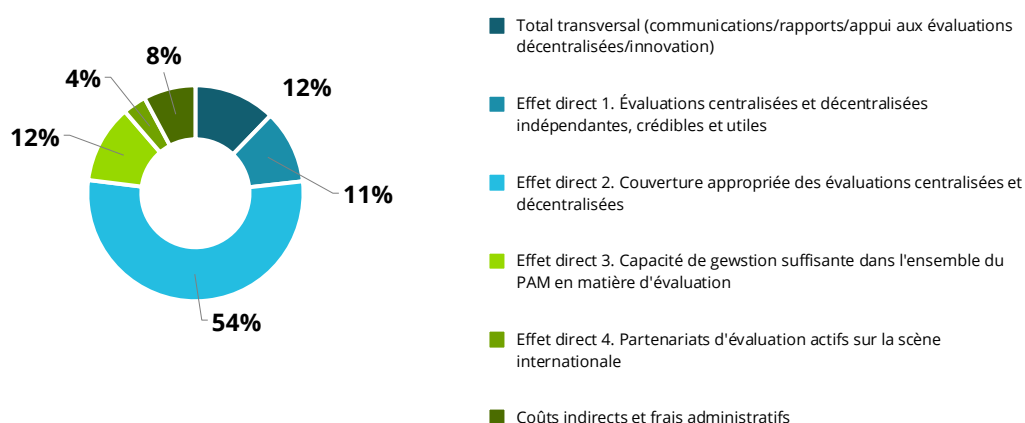 8%
4%
12%
12%
11%
54%
Total transversal (communications/rapports/appui aux évaluations
décentralisées/innovation)
Effet direct 1. Évaluations centralisées et décentralisées
indépendantes, crédibles et utiles
Effet direct 2. Couverture appropriée des évaluations centralisées et
décentralisées
Effet direct 3. Capacité de gewstion suffisante dans l'ensemble du
PAM en matière d'évaluation
Effet direct 4. Partenariats d'évaluation actifs sur la scène
internationale
Coûts indirects et frais administratifs